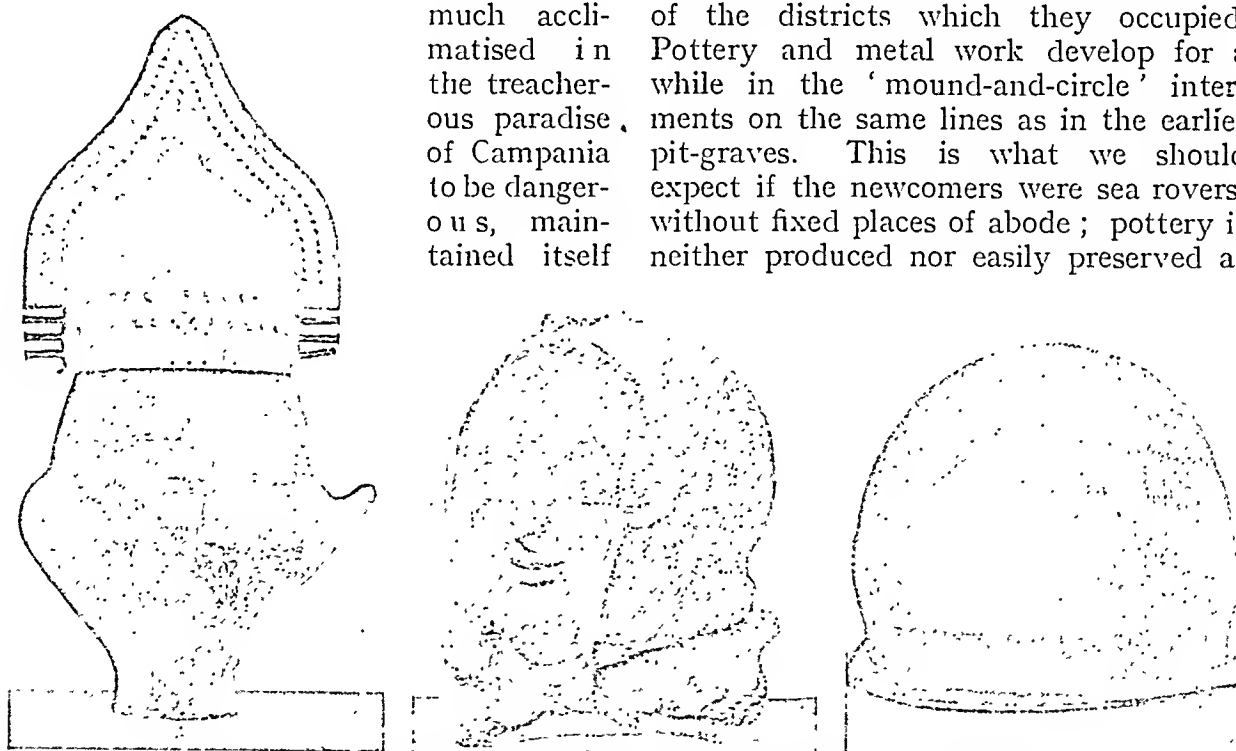 much accli-
matised in
the treacher-
ous paradise
of Campania
to be danger-
ous, main-
tained itself
of the districts which they occupied
Pottery and metal work develop for a
while in the ‘mound-and-circle’ inter
ments on the same lines as in the earlie
pit-graves. This is what we should
expect if the newcomers were sea rovers
without fixed places of abode; pottery i
neither produced nor easily preserved a